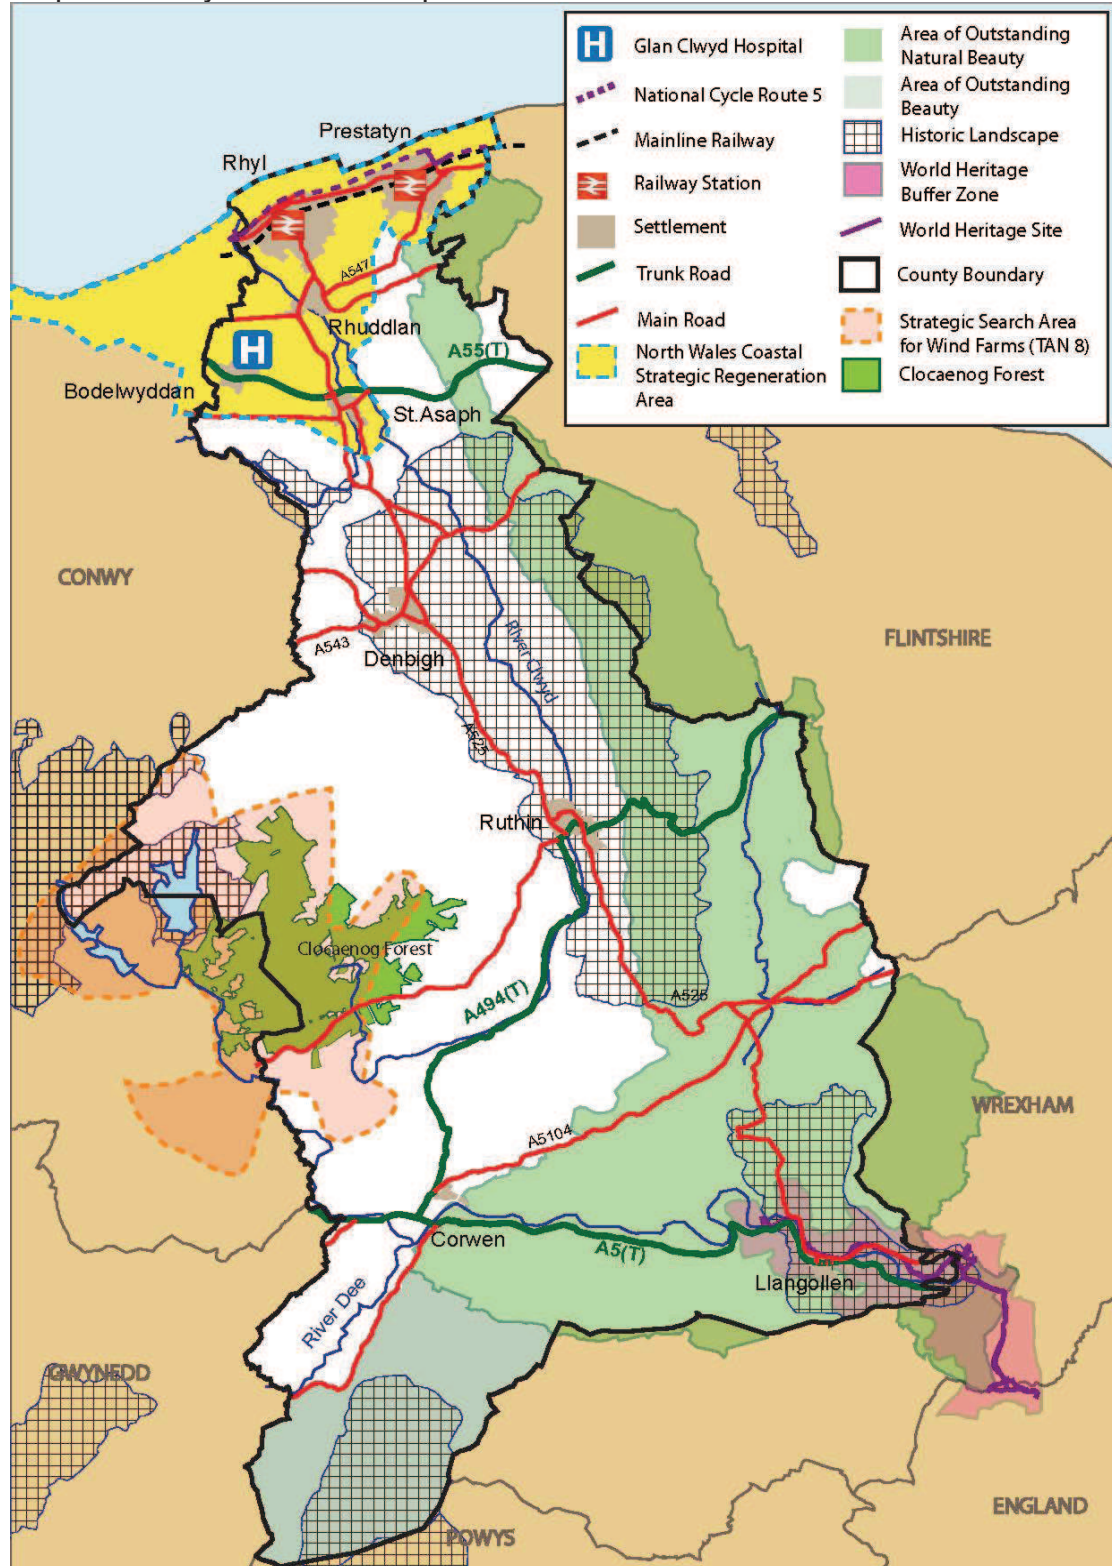 Glan Clwyd Hospital
National Cycle Route 5
Mainline Railway
Railway Station
Settlement
Trunk Road
Main Road
North Wales Coastal
Strategic Regeneration
Area
Area of Outstanding
Natural Beauty
Area of Outstanding
Beauty
Historic Landscape
World Heritage
Buffer Zone
World Heritage Site
County Boundary
Strategic Search Area
for Wind Farms (TAN 8)
Clocaenog Forest
H
Prestatyn
Rhyl
A547
Rhuddlan
H
A55(T)
Bodelwyddan
St.Asaph
CONWY
FLINTSHIRE
River Clwyd
A543
Denbigh
A525
Ruthin
Clocaenog Forest
A494(T)
A525
WREXHAM
A5104
Corwen
A5(T)
Llangollen
River Dee
GWYNEDD
ENGLAND
POWYS